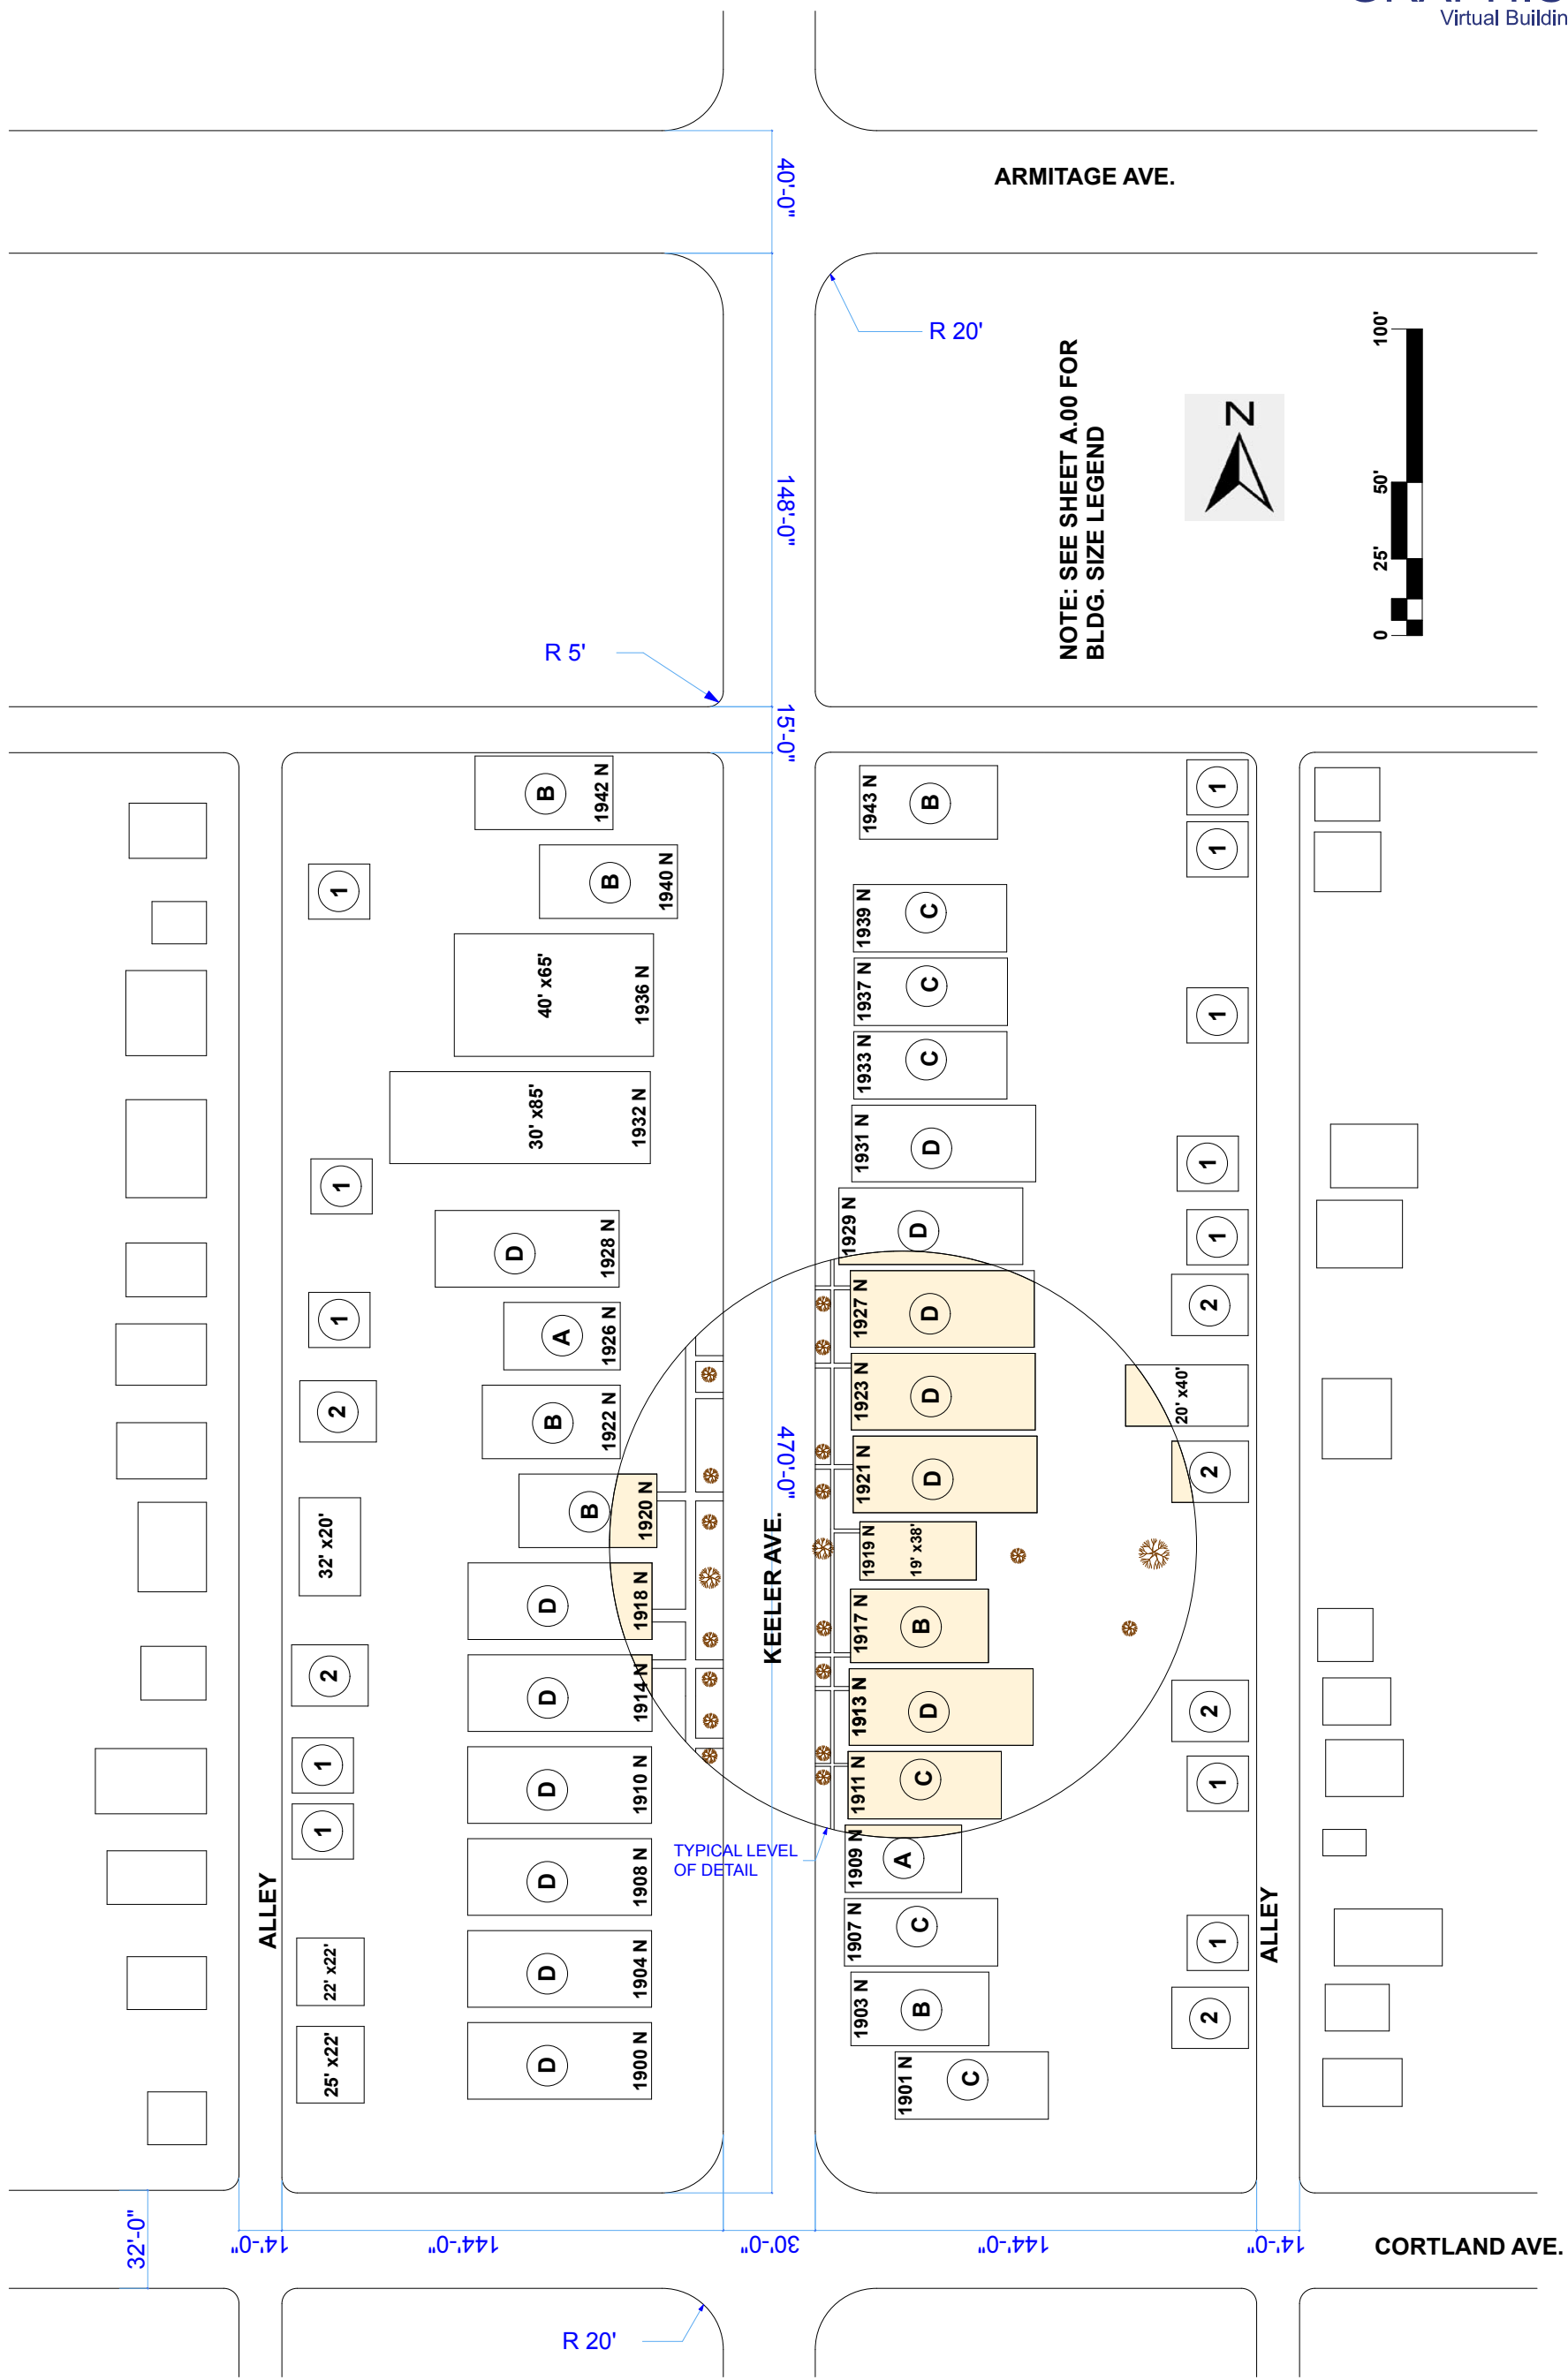 Virtual Buildin
ARMITAGE AVE.
40'-0"
R 20'
148'-0"
NOTE: SEE SHEET A.00 FOR
BLDG. SIZE LEGEND
N
0
25'
50'
100'
R 5'
15'-0"
B
1942 N
1
B
1940 N
40' x65'
1936 N
30' x85'
1932 N
1
D
1928 N
1
A
1926 N
2
B
1922 N
B
1920 N
32' x20'
D
1918 N
2
D
1914 N
1
D
1910 N
1
D
1908 N
ALLEY
22' x22'
D
1904 N
25' x22'
D
1900 N
470'-0"
KEELER AVE.
TYPICAL LEVEL
OF DETAIL
1943 N
B
1
1
1939 N
C
1937 N
C
1
1933 N
C
1931 N
D
1
1929 N
D
1
1927 N
D
2
1923 N
D
20' x40'
1921 N
D
2
1919 N
19' x38'
1917 N
B
1913 N
D
2
1911 N
C
1
1909 N
A
1907 N
C
1
ALLEY
1903 N
B
2
1901 N
C
32'-0"
14'-0"
144'-0"
30'-0"
144'-0"
14'-0"
CORTLAND AVE.
R 20'